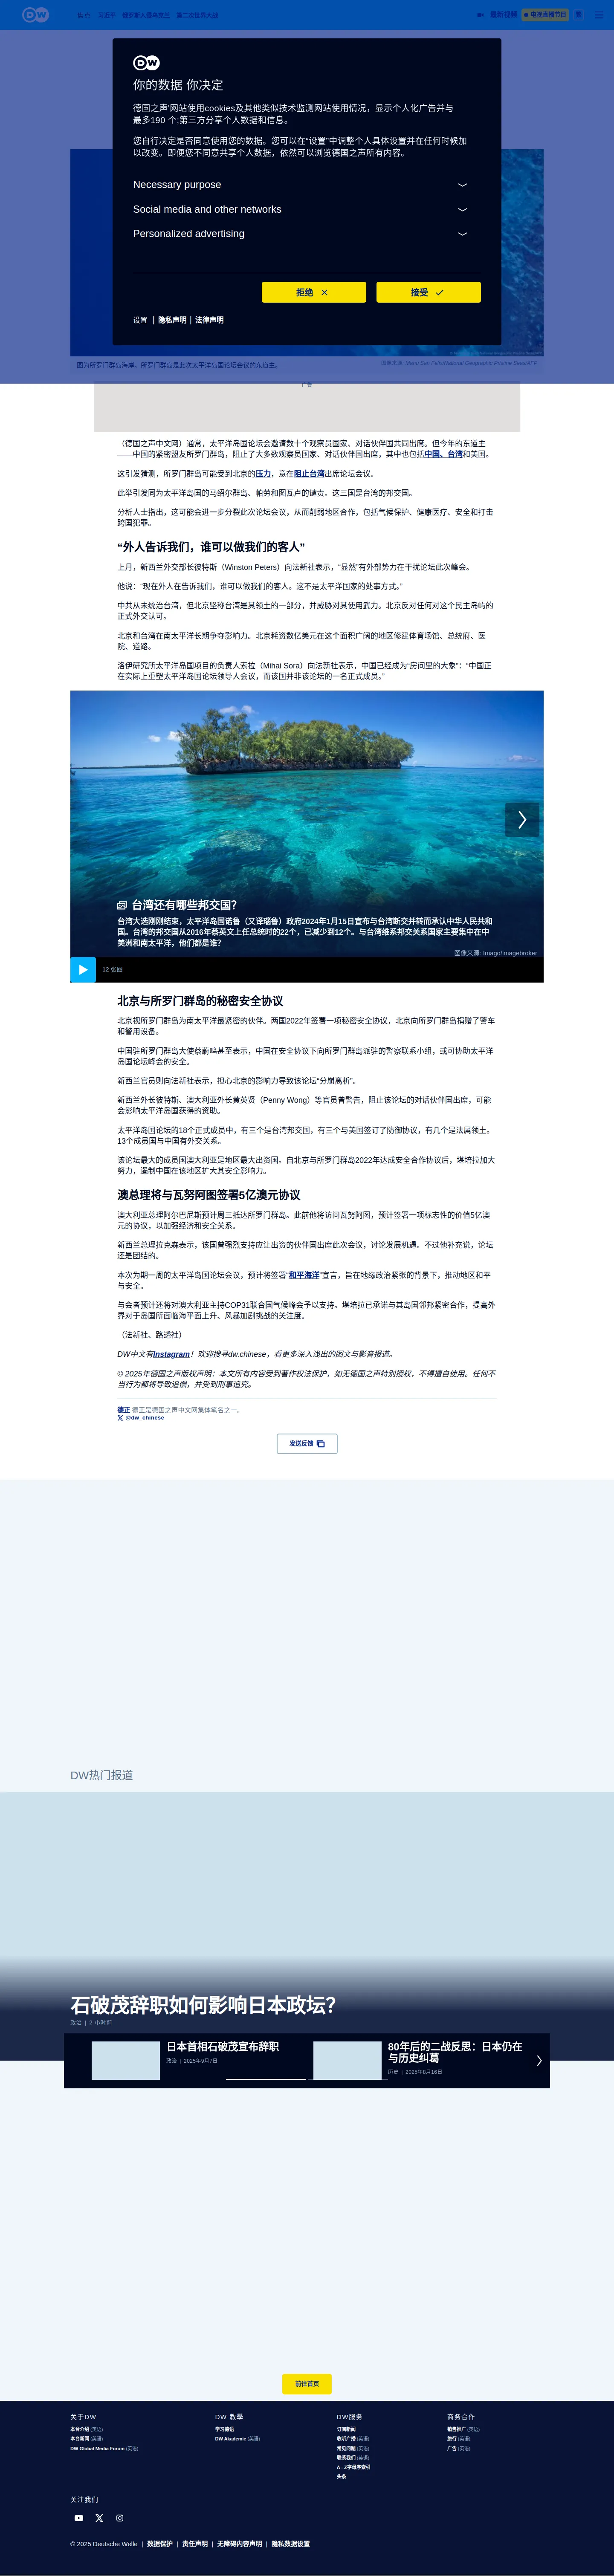 DW
焦点 习近平 俄罗斯入侵乌克兰 第二次世界大战
最新视频 电视直播节目
DW
你的数据 你决定
德国之声'网站使用cookies及其他类似技术监测网站使用情况，显示个人化广告并与
最多190 个;第三方分享个人数据和信息。
您自行决定是否同意使用您的数据。您可以在“设置”中调整个人具体设置并在任何时候加
以改变。即便您不同意共享个人数据，依然可以浏览德国之声所有内容。
Necessary purpose
Social media and other networks
Personalized advertising
拒绝
接受
设置 | 隐私声明 | 法律声明
图为所罗门群岛海岸。所罗门群岛是此次太平洋岛国论坛会议的东道主。
广告
（德国之声中文网）通常，太平洋岛国论坛会邀请数十个观察员国家、对话伙伴国共同出席。但今年的东道主
——中国的紧密盟友所罗门群岛，阻止了大多数观察员国家、对话伙伴国出席，其中也包括中国、台湾和美国。
这引发猜测，所罗门群岛可能受到北京的压力，意在阻止台湾出席论坛会议。
此举引发同为太平洋岛国的马绍尔群岛、帕劳和图瓦卢的谴责。这三国是台湾的邦交国。
分析人士指出，这可能会进一步分裂此次论坛会议，从而削弱地区合作，包括气候保护、健康医疗、安全和打击
跨国犯罪。
“外人告诉我们，谁可以做我们的客人”
上月，新西兰外交部长彼特斯（Winston Peters）向法新社表示，“显然”有外部势力在干扰论坛此次峰会。
他说：“现在外人在告诉我们，谁可以做我们的客人。这不是太平洋国家的处事方式。”
中共从未统治台湾，但北京坚称台湾是其领土的一部分，并威胁对其使用武力。北京反对任何对这个民主岛屿的
正式外交认可。
北京和台湾在南太平洋长期争夺影响力。北京耗资数亿美元在这个面积广阔的地区修建体育场馆、总统府、医
院、道路。
洛伊研究所太平洋岛国项目的负责人索拉（Mihai Sora）向法新社表示，中国已经成为“房间里的大象”：“中国正
在实际上重塑太平洋岛国论坛领导人会议，而该国并非该论坛的一名正式成员。”
台湾还有哪些邦交国？
台湾大选刚刚结束，太平洋岛国诺鲁（又译瑙鲁）政府2024年1月15日宣布与台湾断交并转而承认中华人民共和
国。台湾的邦交国从2016年蔡英文上任总统时的22个，已减少到12个。与台湾维系邦交关系国家主要集中在中
美洲和南太平洋，他们都是谁？
图像来源: Imago/imagebroker
12 张图
北京与所罗门群岛的秘密安全协议
北京视所罗门群岛为南太平洋最紧密的伙伴。两国2022年签署一项秘密安全协议，北京向所罗门群岛捐赠了警车
和警用设备。
中国驻所罗门群岛大使蔡蔚鸣甚至表示，中国在安全协议下向所罗门群岛派驻的警察联系小组，或可协助太平洋
岛国论坛峰会的安全。
新西兰官员则向法新社表示，担心北京的影响力导致该论坛“分崩离析”。
新西兰外长彼特斯、澳大利亚外长黄英贤（Penny Wong）等官员曾警告，阻止该论坛的对话伙伴国出席，可能
会影响太平洋岛国获得的资助。
太平洋岛国论坛的18个正式成员中，有三个是台湾邦交国，有三个与美国签订了防御协议，有几个是法属领土。
13个成员国与中国有外交关系。
该论坛最大的成员国澳大利亚是地区最大出资国。自北京与所罗门群岛2022年达成安全合作协议后，堪培拉加大
努力，遏制中国在该地区扩大其安全影响力。
澳总理将与瓦努阿图签署5亿澳元协议
澳大利亚总理阿尔巴尼斯预计周三抵达所罗门群岛。此前他将访问瓦努阿图，预计签署一项标志性的价值5亿澳
元的协议，以加强经济和安全关系。
新西兰总理拉克森表示，该国曾强烈支持应让出资的伙伴国出席此次会议，讨论发展机遇。不过他补充说，论坛
还是团结的。
本次为期一周的太平洋岛国论坛会议，预计将签署“和平海洋”宣言，旨在地缘政治紧张的背景下，推动地区和平
与安全。
与会者预计还将对澳大利亚主持COP31联合国气候峰会予以支持。堪培拉已承诺与其岛国邻邦紧密合作，提高外
界对于岛国所面临海平面上升、风暴加剧挑战的关注度。
（法新社、路透社）
DW中文有Instagram！欢迎搜寻dw.chinese，看更多深入浅出的图文与影音报道。
© 2025年德国之声版权声明：本文所有内容受到著作权法保护，如无德国之声特别授权，不得擅自使用。任何不
当行为都将导致追偿，并受到刑事追究。
德正 德正是德国之声中文网集体笔名之一。
@dw_chinese
发送反馈
DW热门报道
石破茂辞职如何影响日本政坛？
政治 | 2 小时前
日本首相石破茂宣布辞职
政治 | 2025年9月7日
80年后的二战反思：日本仍在
与历史纠葛
历史 | 2025年8月16日
前往首页
关于DW
本台介绍 (英语)
本台新闻 (英语)
DW Global Media Forum (英语)
DW 教學
学习德语
DW Akademie (英语)
DW服务
订阅新闻
收听广播 (英语)
常见问题 (英语)
联系我们 (英语)
A - Z字母序索引
头条
商务合作
销售推广 (英语)
旅行 (英语)
广告 (英语)
关注我们
© 2025 Deutsche Welle | 数据保护 | 责任声明 | 无障碍内容声明 | 隐私数据设置